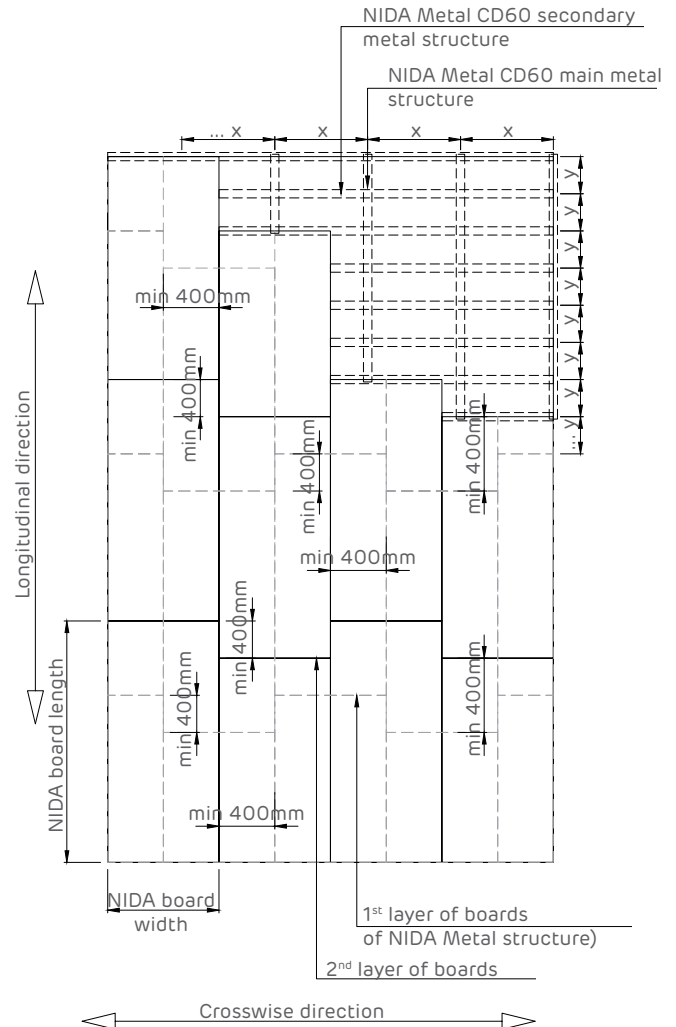 NIDA Metal CD60 secondary
metal structure
NIDA Metal CD60 main metal
structure
... x
x
x
x
y
y
y
y
y
y
y
... y
min 400mm
min 400mm
min 400mm
min 400mm
Longitudinal direction
min 400mm
min 400mm
NIDA board length
min 400mm
min 400mm
min 400mm
NIDA board
width
1st layer of boards
of NIDA Metal structure)
2nd layer of boards
Crosswise direction